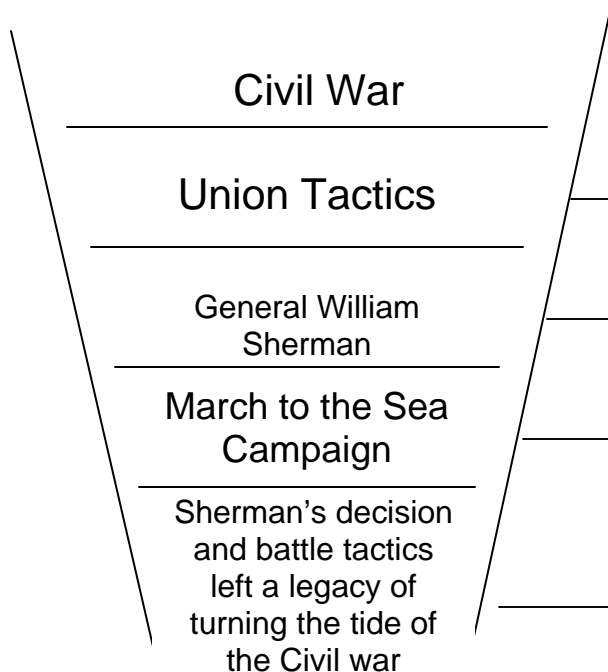 Civil War
Union Tactics
General William
Sherman
March to the Sea
Campaign
Sherman’s decision
and battle tactics
left a legacy of
turning the tide of
the Civil war